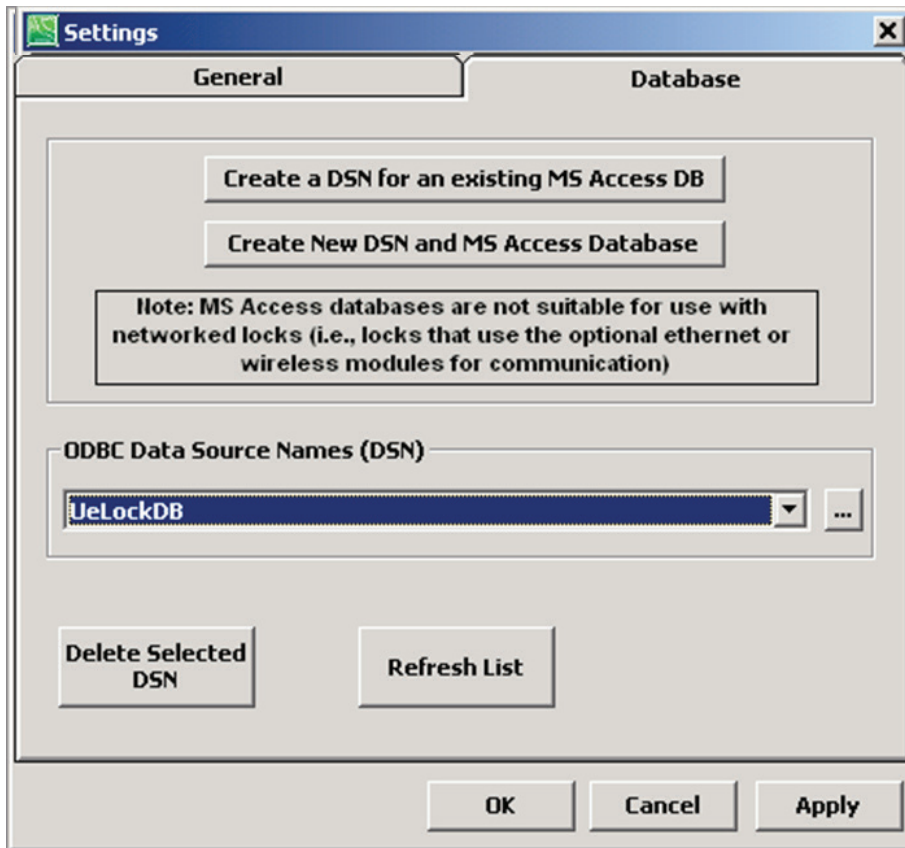 Settings
General
Database
Create a DSN for an existing MS Access DB
Create New DSN and MS Access Database
Note: MS Access databases are not suitable for use with
networked locks (i.e., locks that use the optional ethernet or
wireless modules for communication)
ODBC Data Source Names (DSN)
UeLockDB
...
Delete Selected
DSN
Refresh List
OK
Cancel
Apply